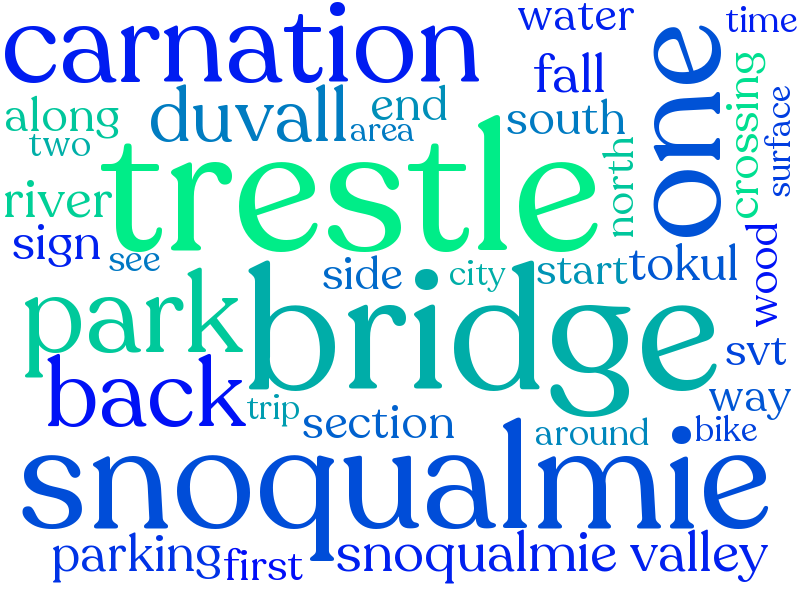 carnation
water
time
fall
one
along
duvall
end
area
south
crossing
surface
two
trestle
north
river
sign
see
side
city
start
tokul
wood
park
bridge
svt
back
trip
section
way
around
bike
snoqualmie
parking
first
snoqualmie valley